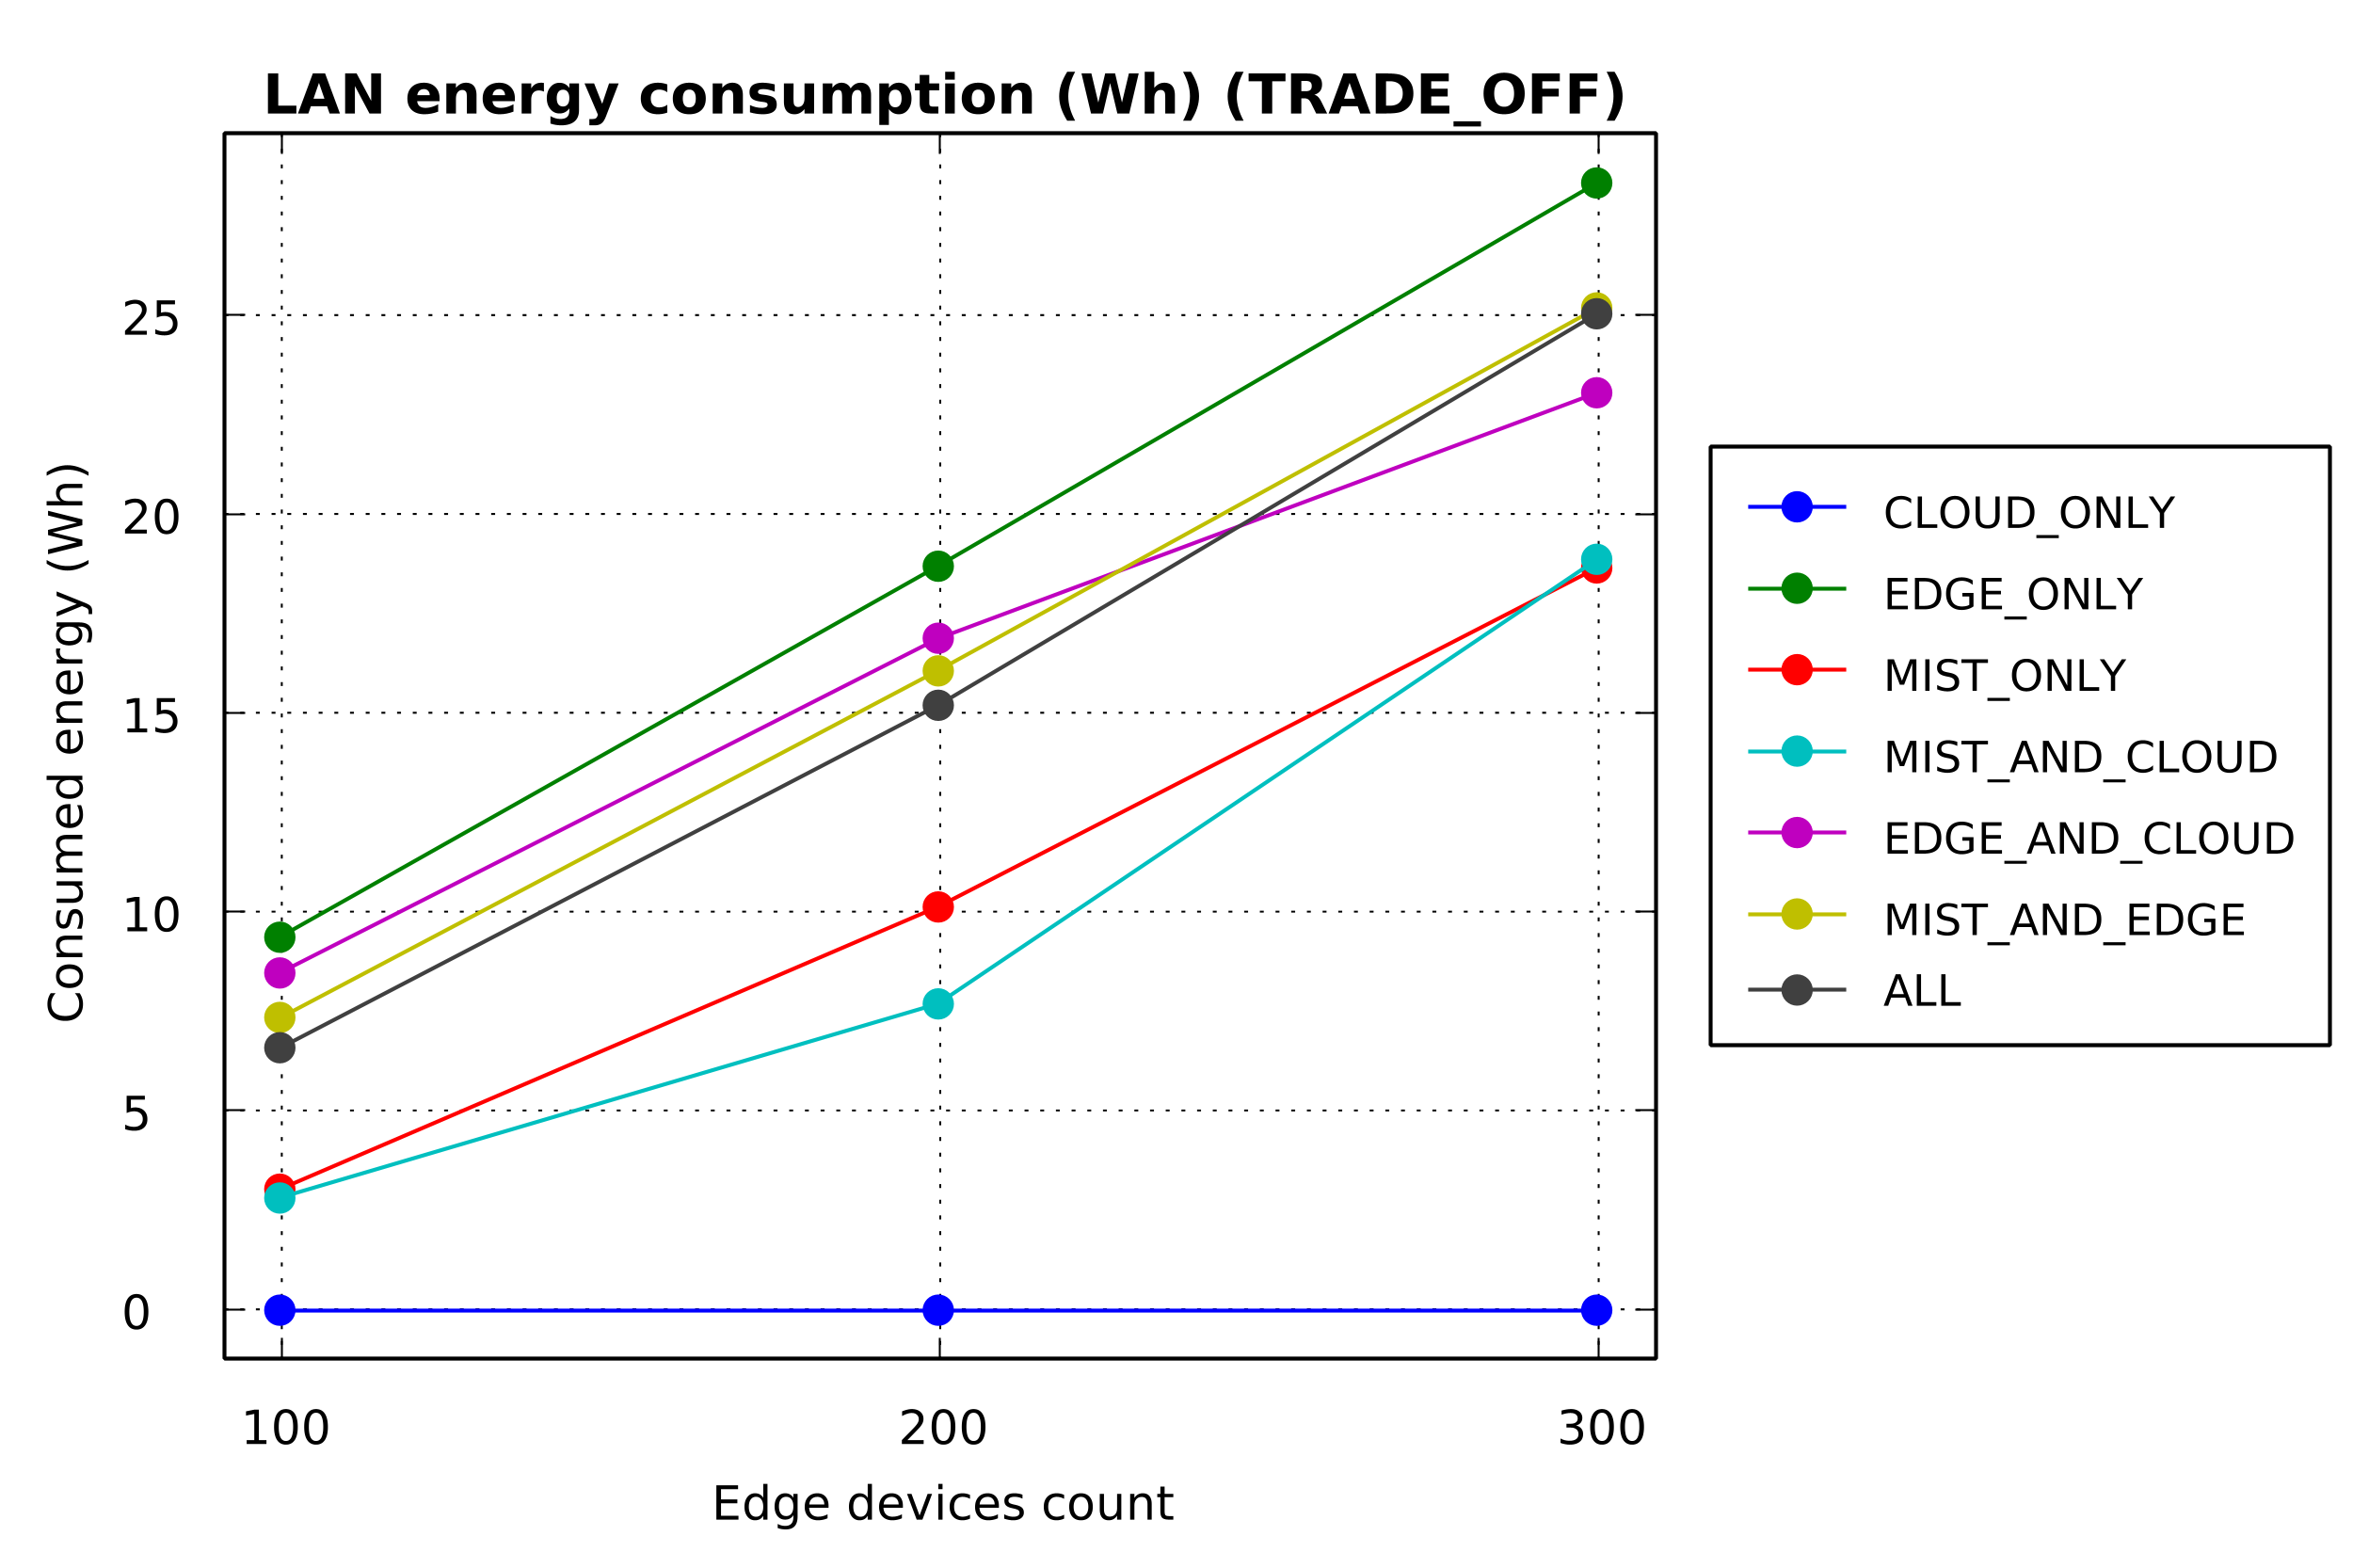 LAN energy consumption (Wh) (TRADE_OFF)
Consumed energy (Wh)
25
20
15
10
5
0
100 200 300
Edge devices count
CLOUD_ONLY
EDGE_ONLY
MIST_ONLY
MIST_AND_CLOUD
EDGE_AND_CLOUD
MIST_AND_EDGE
ALL